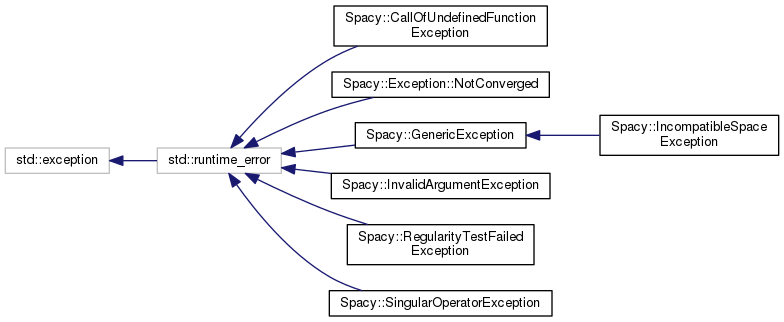 Spacy::CallOfUndefinedFunction
Exception
Spacy::Exception::NotConverged
Spacy::GenericException
Spacy::IncompatibleSpace
Exception
std::exception
std::runtime_error
Spacy::InvalidArgumentException
Spacy::RegularityTestFailed
Exception
Spacy::SingularOperatorException